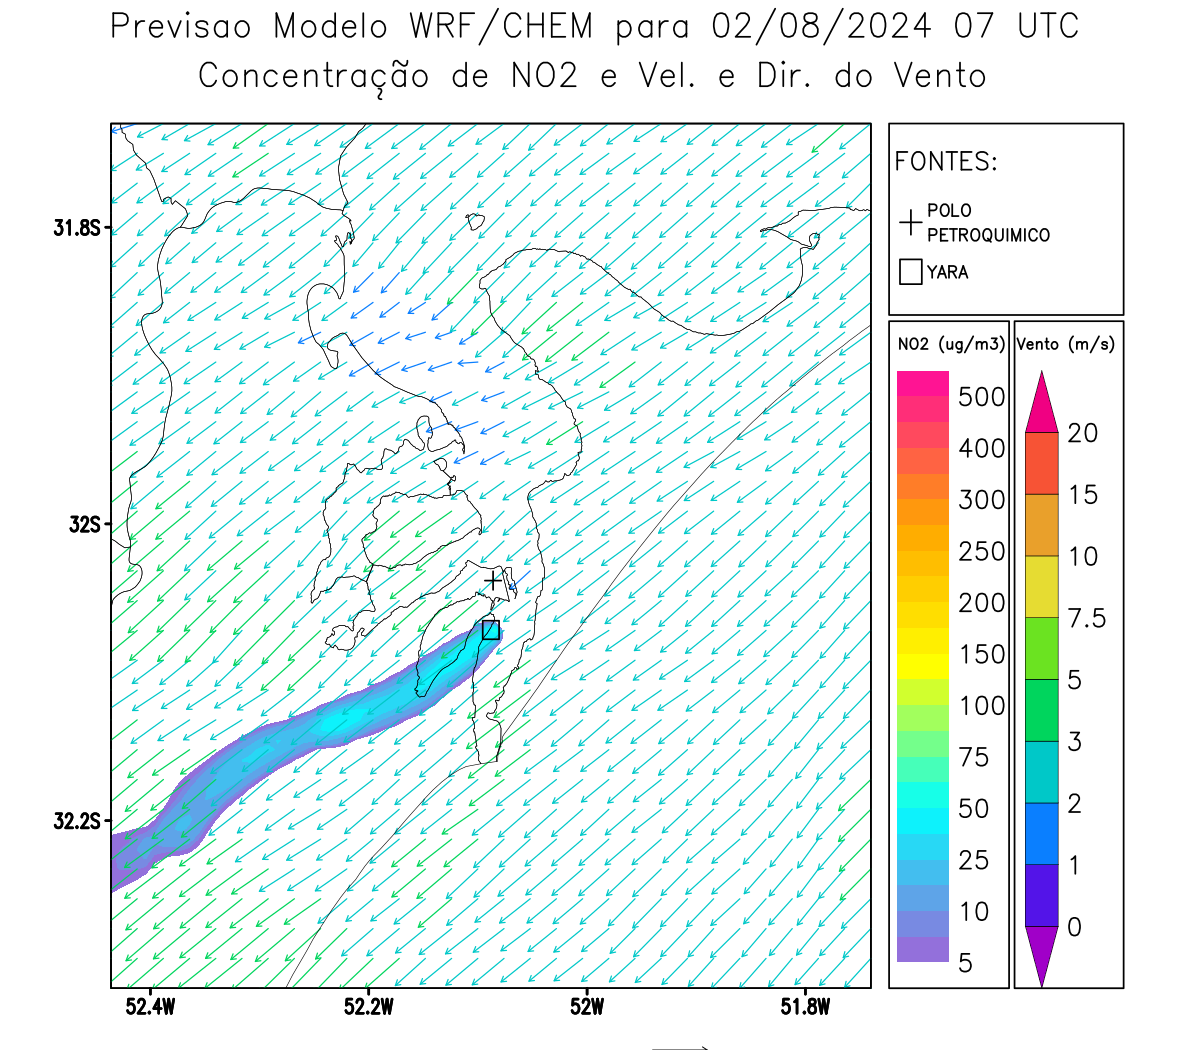 Previsao Modelo WRF/CHEM para 02/08/2024 07 UTC
Concentração de NO2 e Vel. e Dir. do Vento
FONTES:
POLO
PETROQUIMICO
YARA
NO2 (ug/m3)
500
400
300
250
200
150
100
75
50
25
10
5
Vento (m/s)
20
15
10
7.5
5
3
2
1
0
31.8S
32S
32.2S
52.4W
52.2W
52W
51.8W